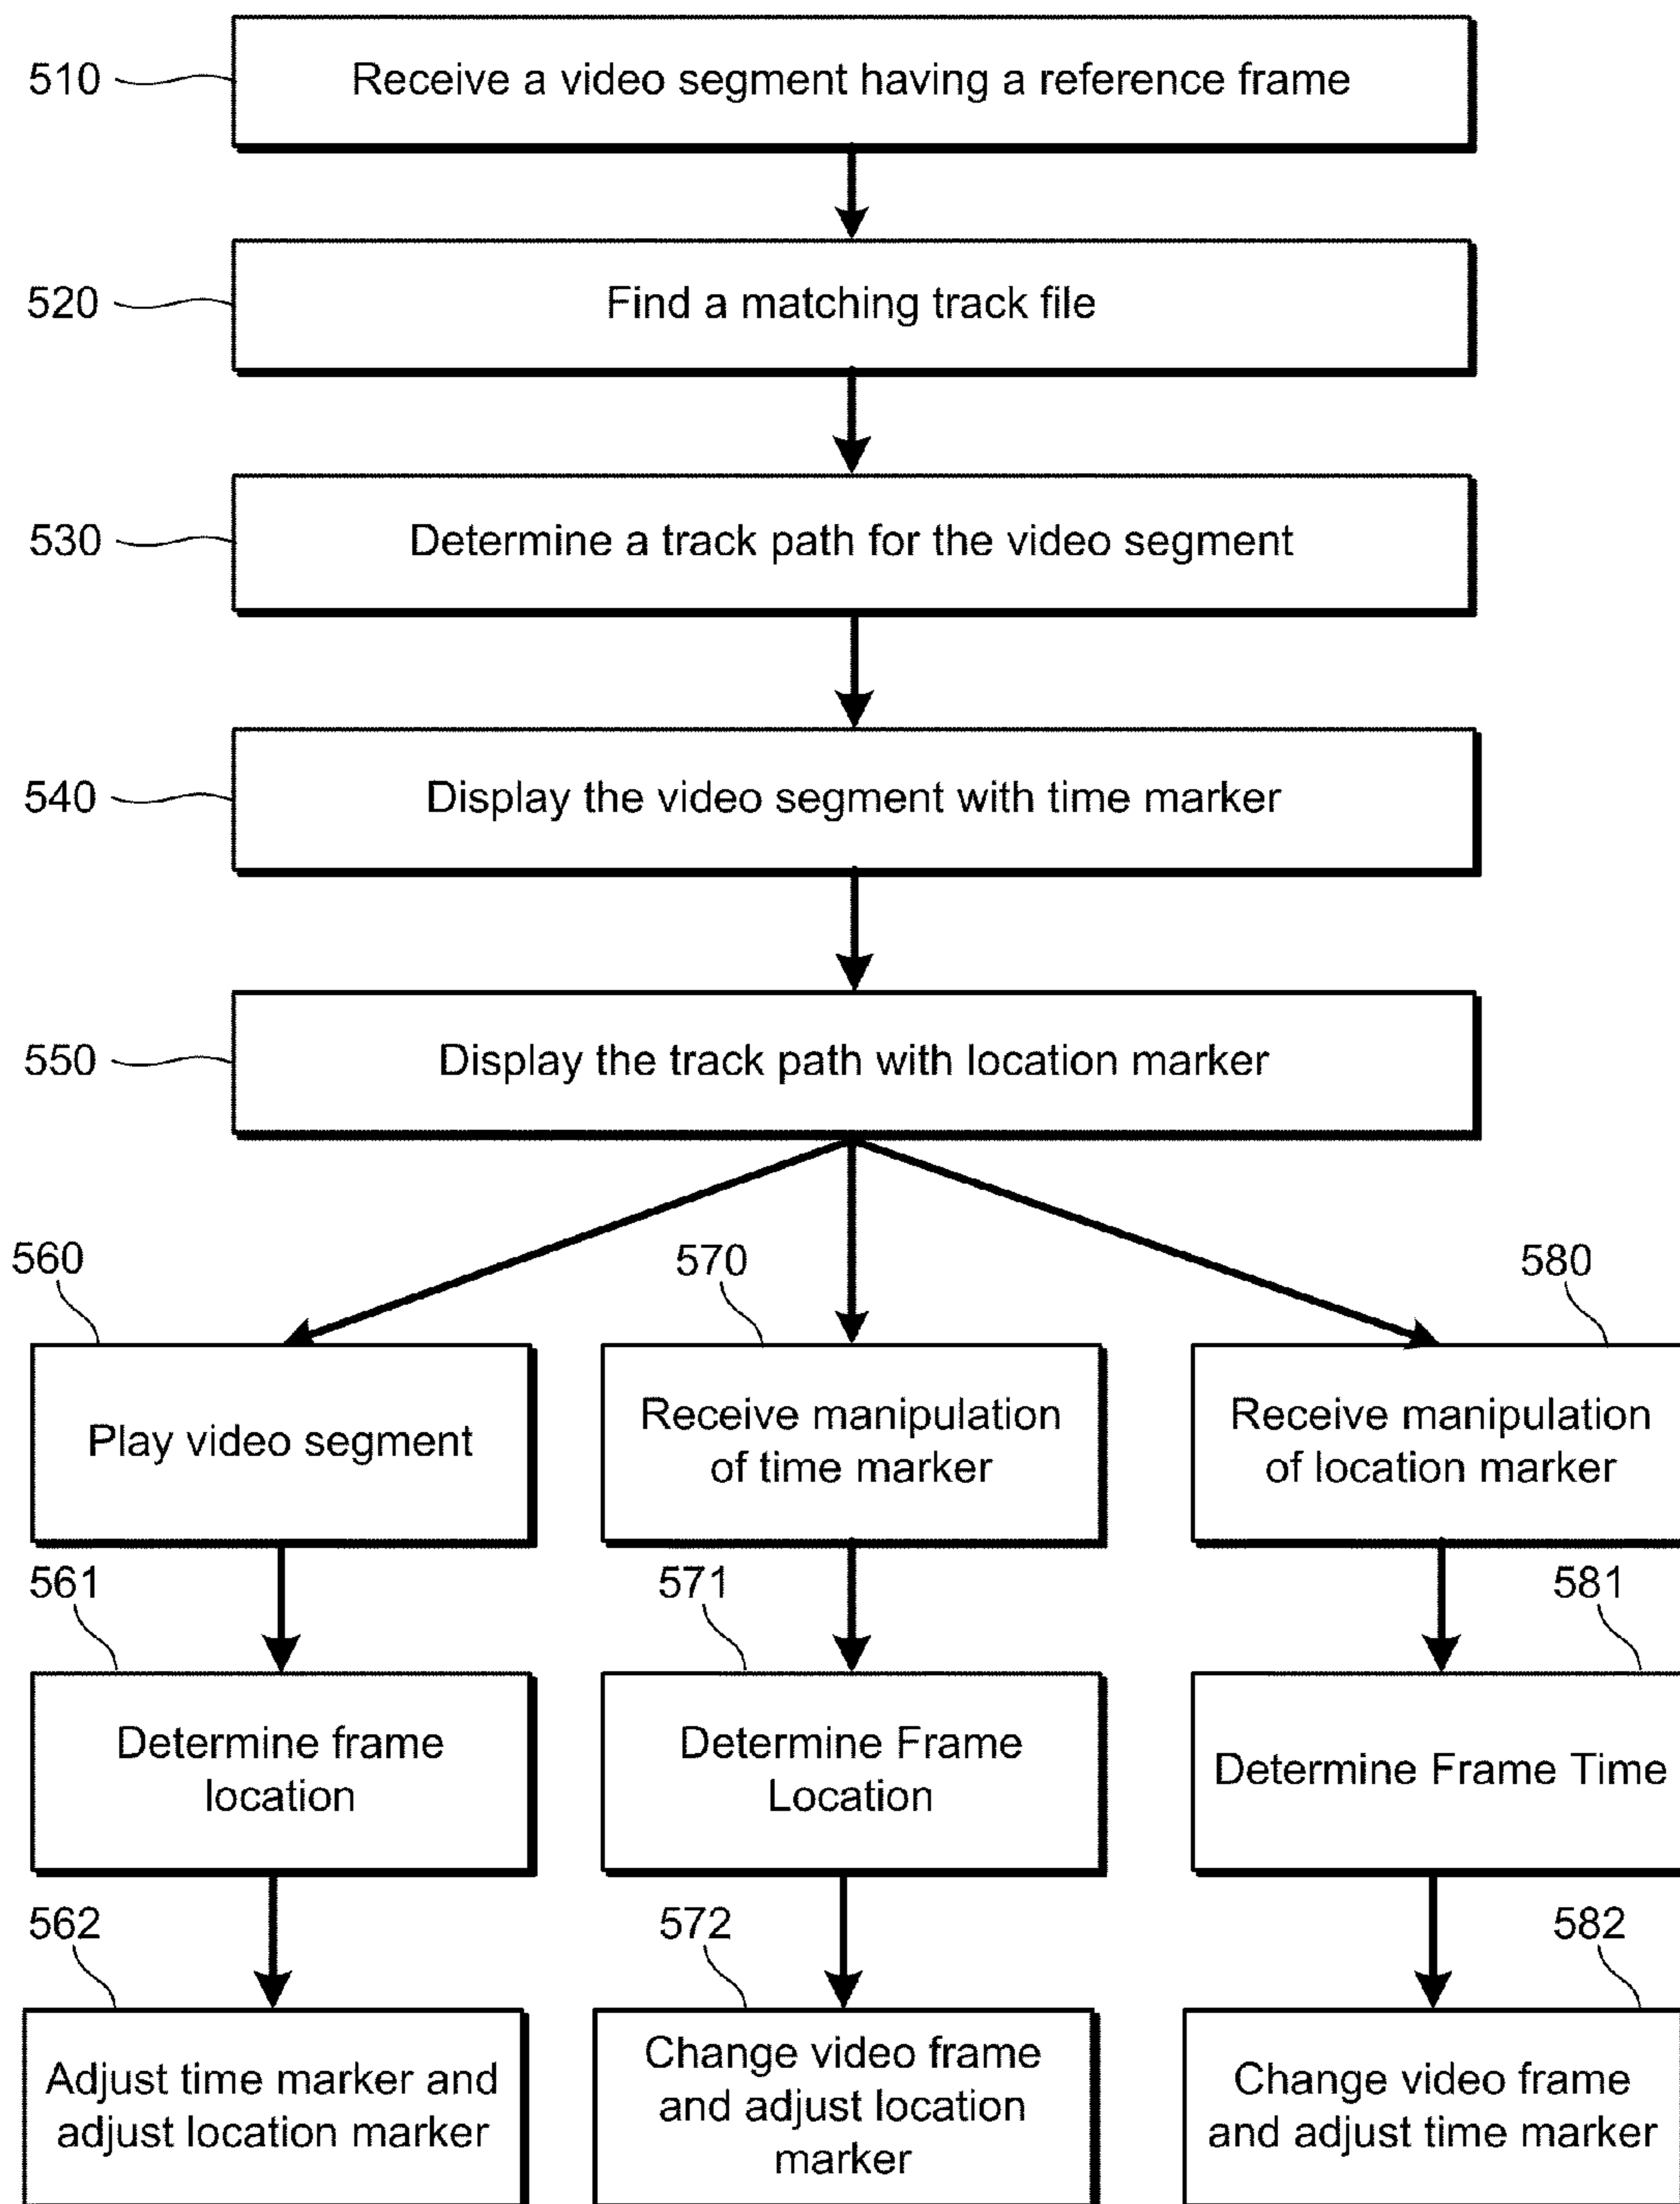 510
Receive a video segment having a reference frame
520
Find a matching track file
530
Determine a track path for the video segment
540
Display the video segment with time marker
550
Display the track path with location marker
560
570
580
Play video segment
Receive manipulation
of time marker
Receive manipulation
of location marker
561
571
581
Determine frame
location
Determine Frame
Location
Determine Frame Time
562
572
582
Adjust time marker and
adjust location marker
Change video frame
and adjust location
marker
Change video frame
and adjust time marker